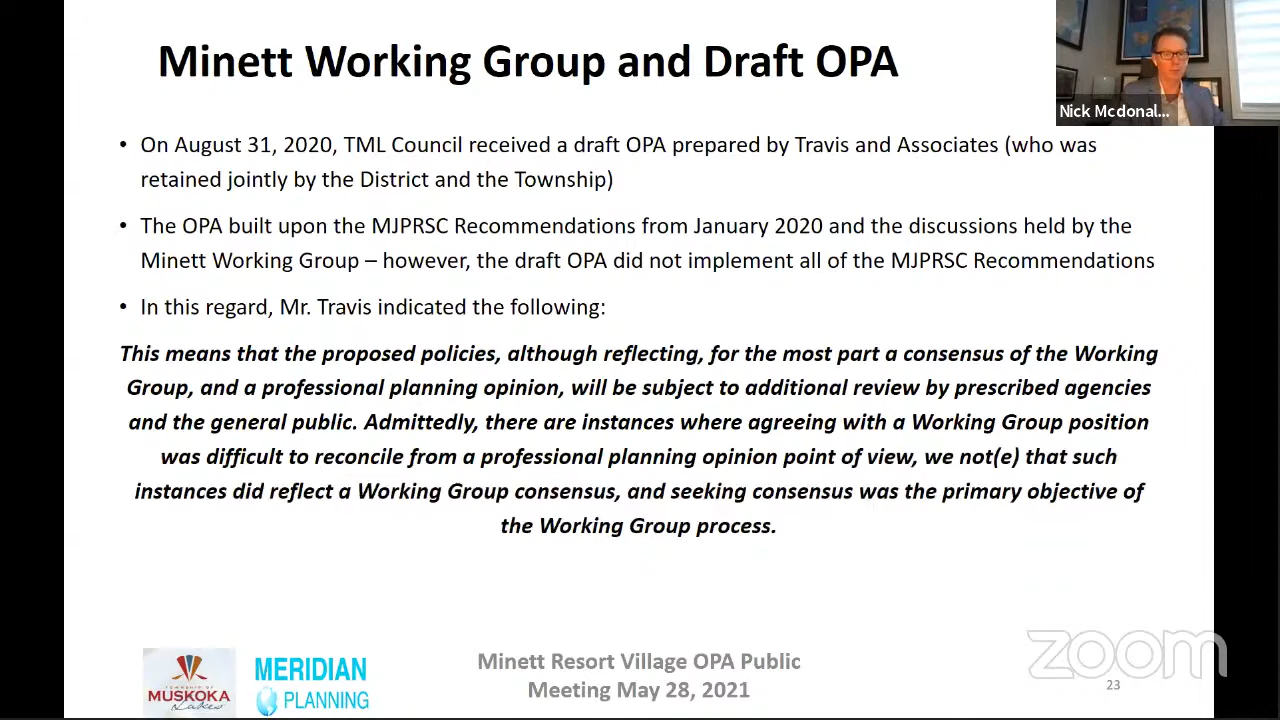 Minett Working Group and Draft OPA
Nick Mcdonal...
• On August 31, 2020, TML Council received a draft OPA prepared by Travis and Associates (who was
retained jointly by the District and the Township)
• The OPA built upon the MJPRSC Recommendations from January 2020 and the discussions held by the
Minett Working Group – however, the draft OPA did not implement all of the MJPRSC Recommendations
• In this regard, Mr. Travis indicated the following:
This means that the proposed policies, although reflecting, for the most part a consensus of the Working
Group, and a professional planning opinion, will be subject to additional review by prescribed agencies
and the general public. Admittedly, there are instances where agreeing with a Working Group position
was difficult to reconcile from a professional planning opinion point of view, we not(e) that such
instances did reflect a Working Group consensus, and seeking consensus was the primary objective of
the Working Group process.
TOWNSHIP OF
MUSKOKA
Lakes
MERIDIAN
PLANNING
Minett Resort Village OPA Public
Meeting May 28, 2021
zoom
23